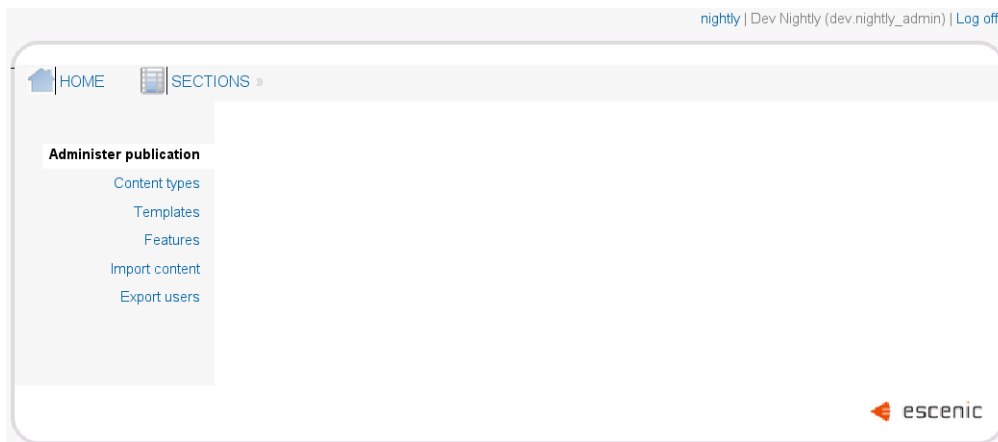 nightly | Dev Nightly (dev.nightly_admin) | Log off
HOME SECTIONS »
Administer publication
Content types
Templates
Features
Import content
Export users
escenic